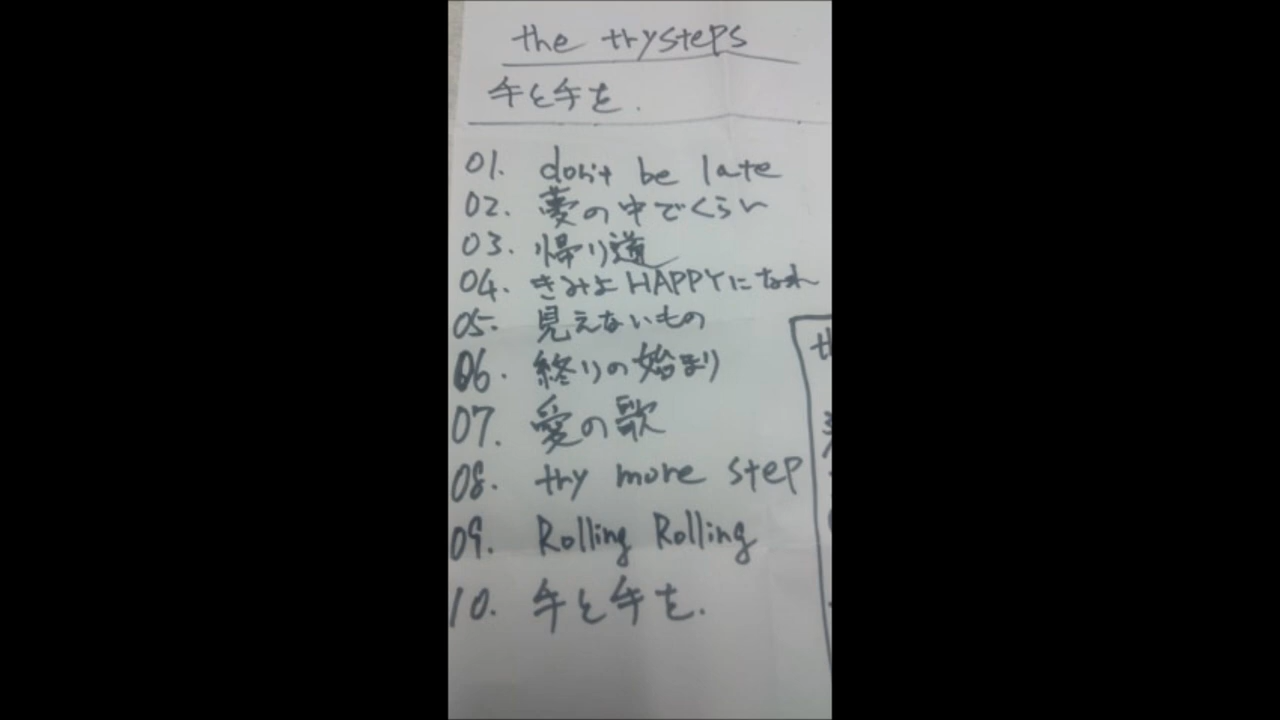 the trysteps
手と手を.
01. don't be late
02. 夢の中でくらい
03. 帰り道
04. きみよHAPPYになれ
05. 見えないもの
06. 終りの始まり
07. 愛の歌
08. try more step
09. Rolling Rolling
10. 手と手を.